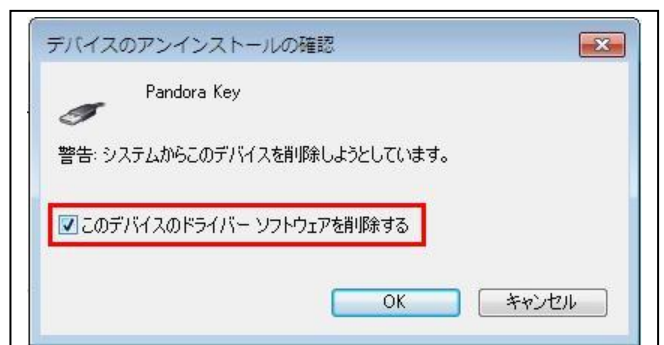 デバイスのアンインストールの確認
Pandora Key
警告: システムからこのデバイスを削除しようとしています。
このデバイスのドライバー ソフトウェアを削除する
OK
キャンセル